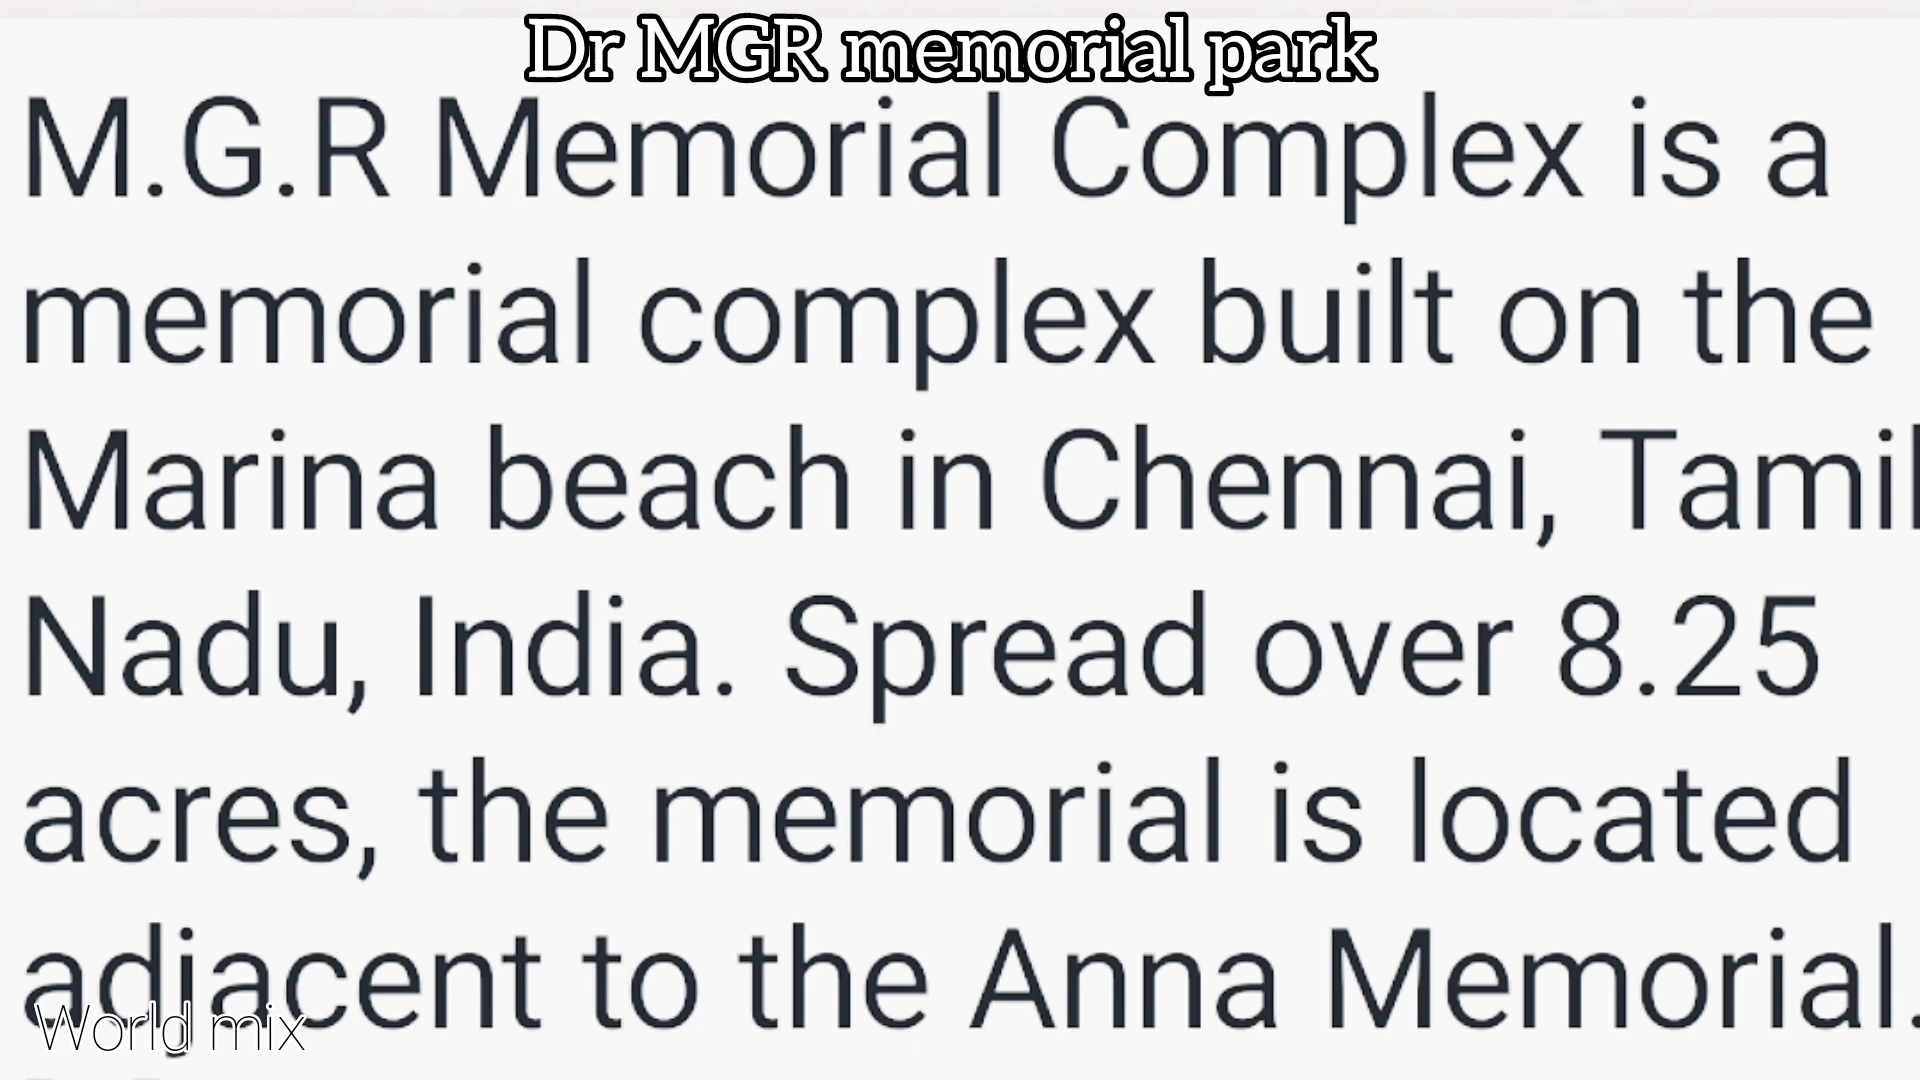 Dr MGR memorial park
M.G.R Memorial Complex is a
memorial complex built on the
Marina beach in Chennai, Tamil
Nadu, India. Spread over 8.25
acres, the memorial is located
adjacent to the Anna Memorial.
World mix